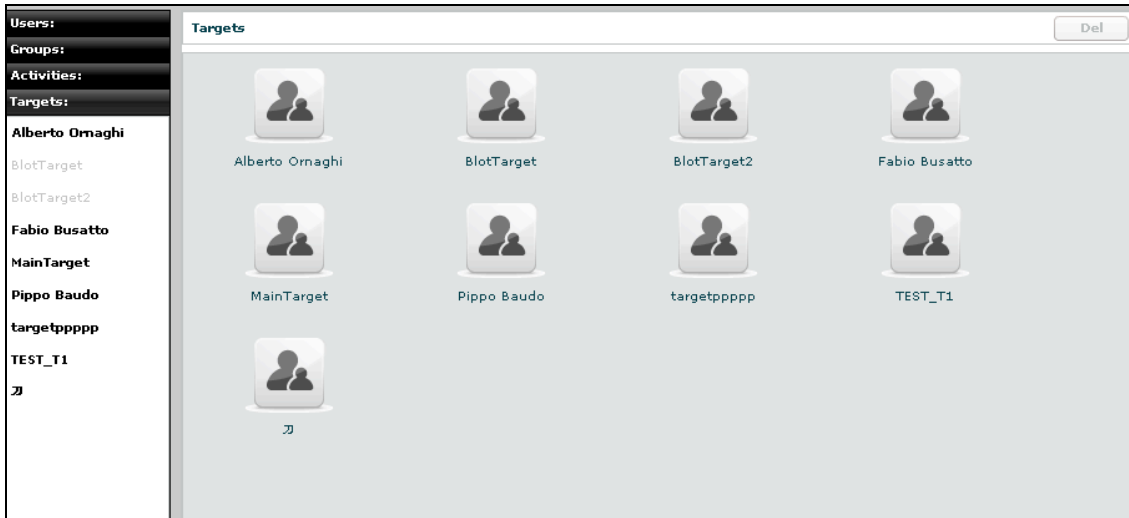 Users:
Groups:
Activities:
Targets:
Alberto Ornaghi
BlotTarget
BlotTarget2
Fabio Busatto
MainTarget
Pippo Baudo
targetppppp
TEST_T1
刀
Targets
Del
Alberto Ornaghi BlotTarget BlotTarget2 Fabio Busatto
MainTarget Pippo Baudo targetppppp TEST_T1
刀